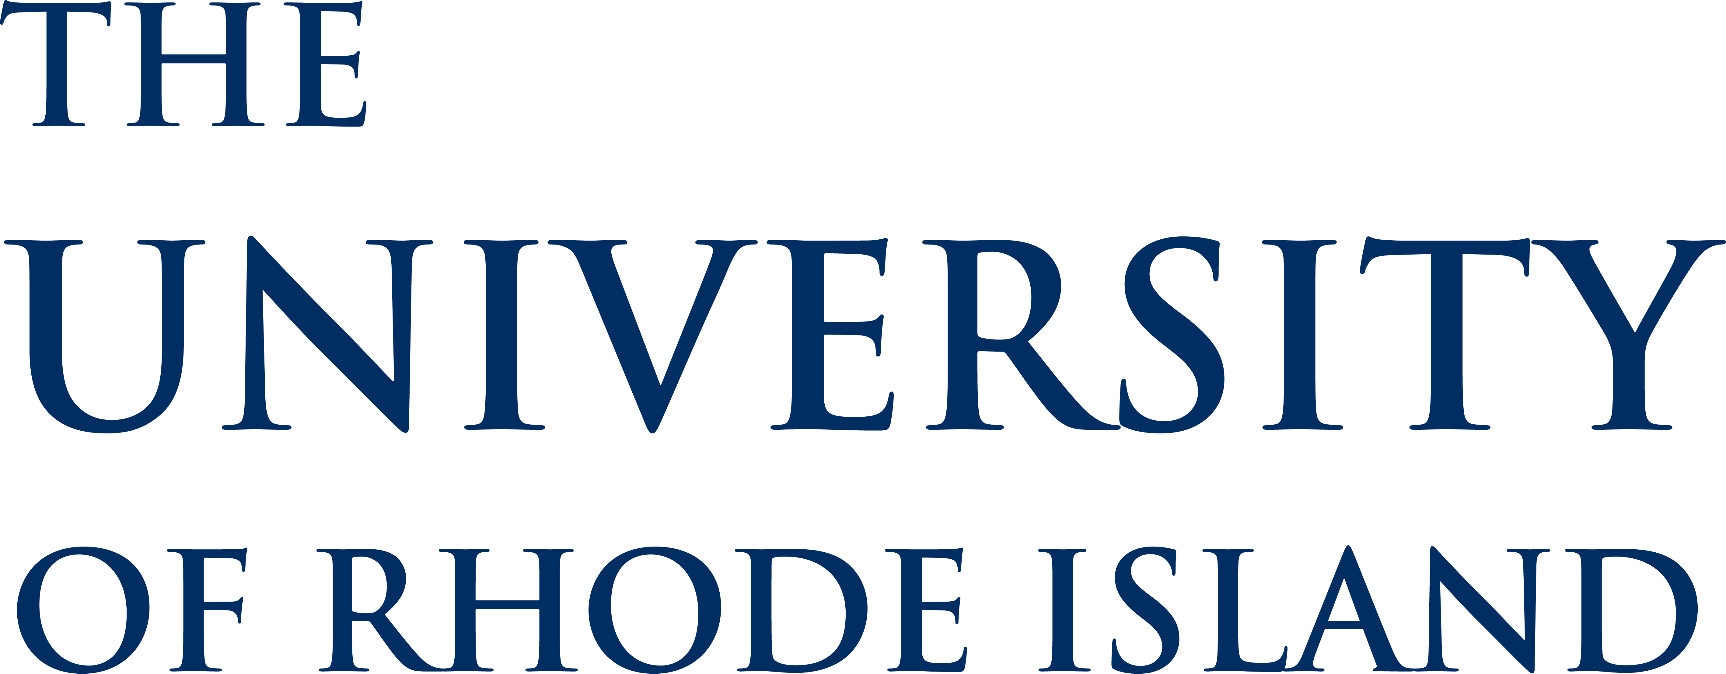 THE
UNIVERSITY
OF RHODE ISLAND